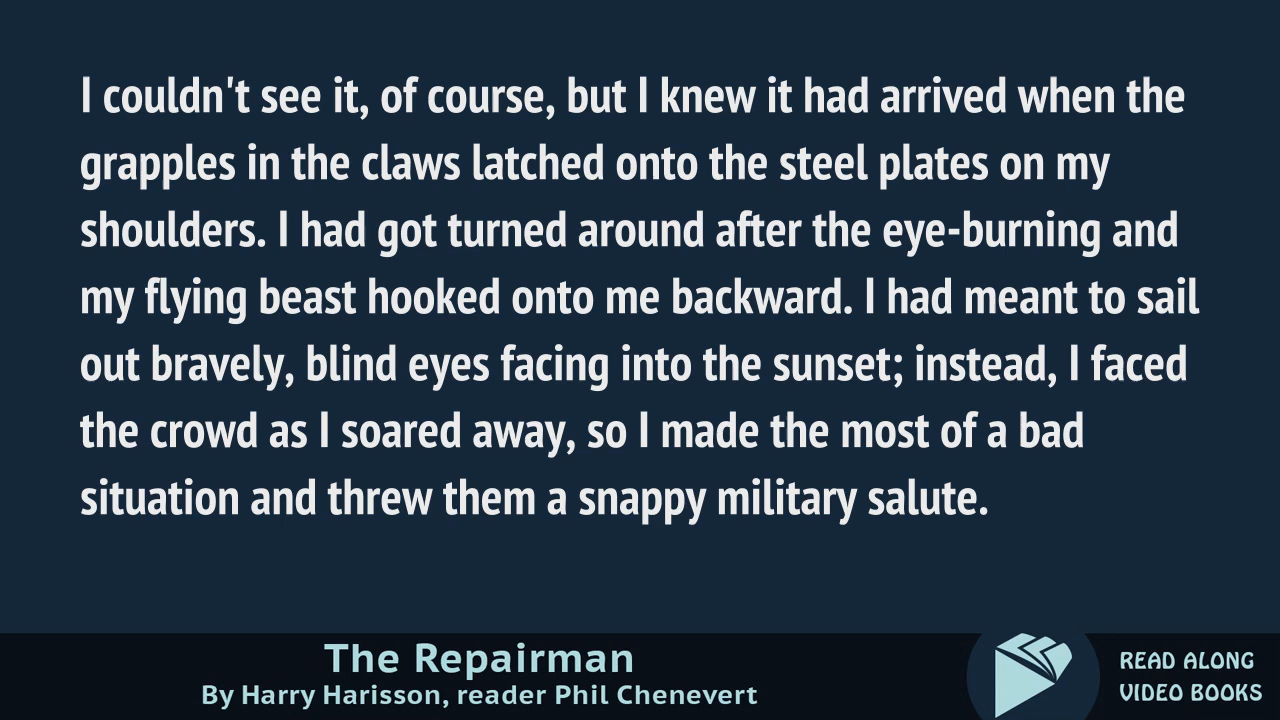 I couldn't see it, of course, but I knew it had arrived when the
grapples in the claws latched onto the steel plates on my
shoulders. I had got turned around after the eye-burning and
my flying beast hooked onto me backward. I had meant to sail
out bravely, blind eyes facing into the sunset; instead, I faced
the crowd as I soared away, so I made the most of a bad
situation and threw them a snappy military salute.
The Repairman
By Harry Harisson, reader Phil Chenevert
READ ALONG
VIDEO BOOKS